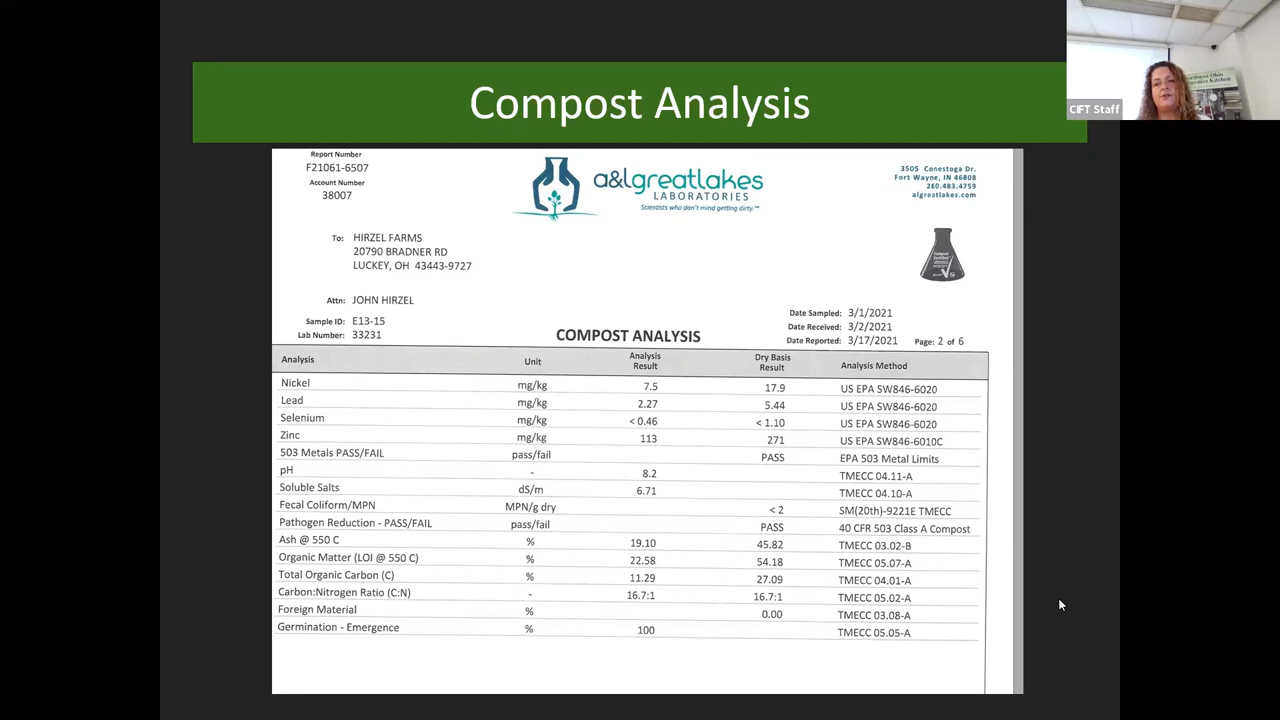 Compost Analysis
CIFT Staff
Report Number
F21061-6507
Account Number
38007
a&lgreatlakes
LABORATORIES
Scientists who don't mind getting dirty.™
3505 Conestoga Dr.
Fort Wayne, IN 46808
260.483.4759
algreatlakes.com
To: HIRZEL FARMS
20790 BRADNER RD
LUCKEY, OH 43443-9727
Attn: JOHN HIRZEL
Sample ID: E13-15
Lab Number: 33231
COMPOST ANALYSIS
Date Sampled: 3/1/2021
Date Received: 3/2/2021
Date Reported: 3/17/2021 Page: 2 of 6
Analysis Unit Analysis Result Dry Basis Result Analysis Method
Nickel mg/kg 7.5 17.9 US EPA SW846-6020
Lead mg/kg 2.27 5.44 US EPA SW846-6020
Selenium mg/kg < 0.46 < 1.10 US EPA SW846-6020
Zinc mg/kg 113 271 US EPA SW846-6010C
503 Metals PASS/FAIL pass/fail PASS EPA 503 Metal Limits
pH - 8.2 TMECC 04.11-A
Soluble Salts dS/m 6.71 TMECC 04.10-A
Fecal Coliform/MPN MPN/g dry < 2 SM(20th)-9221E TMECC
Pathogen Reduction - PASS/FAIL pass/fail PASS 40 CFR 503 Class A Compost
Ash @ 550 C % 19.10 45.82 TMECC 03.02-B
Organic Matter (LOI @ 550 C) % 22.58 54.18 TMECC 05.07-A
Total Organic Carbon (C) % 11.29 27.09 TMECC 04.01-A
Carbon:Nitrogen Ratio (C:N) - 16.7:1 16.7:1 TMECC 05.02-A
Foreign Material % 0.00 TMECC 03.08-A
Germination - Emergence % 100 TMECC 05.05-A